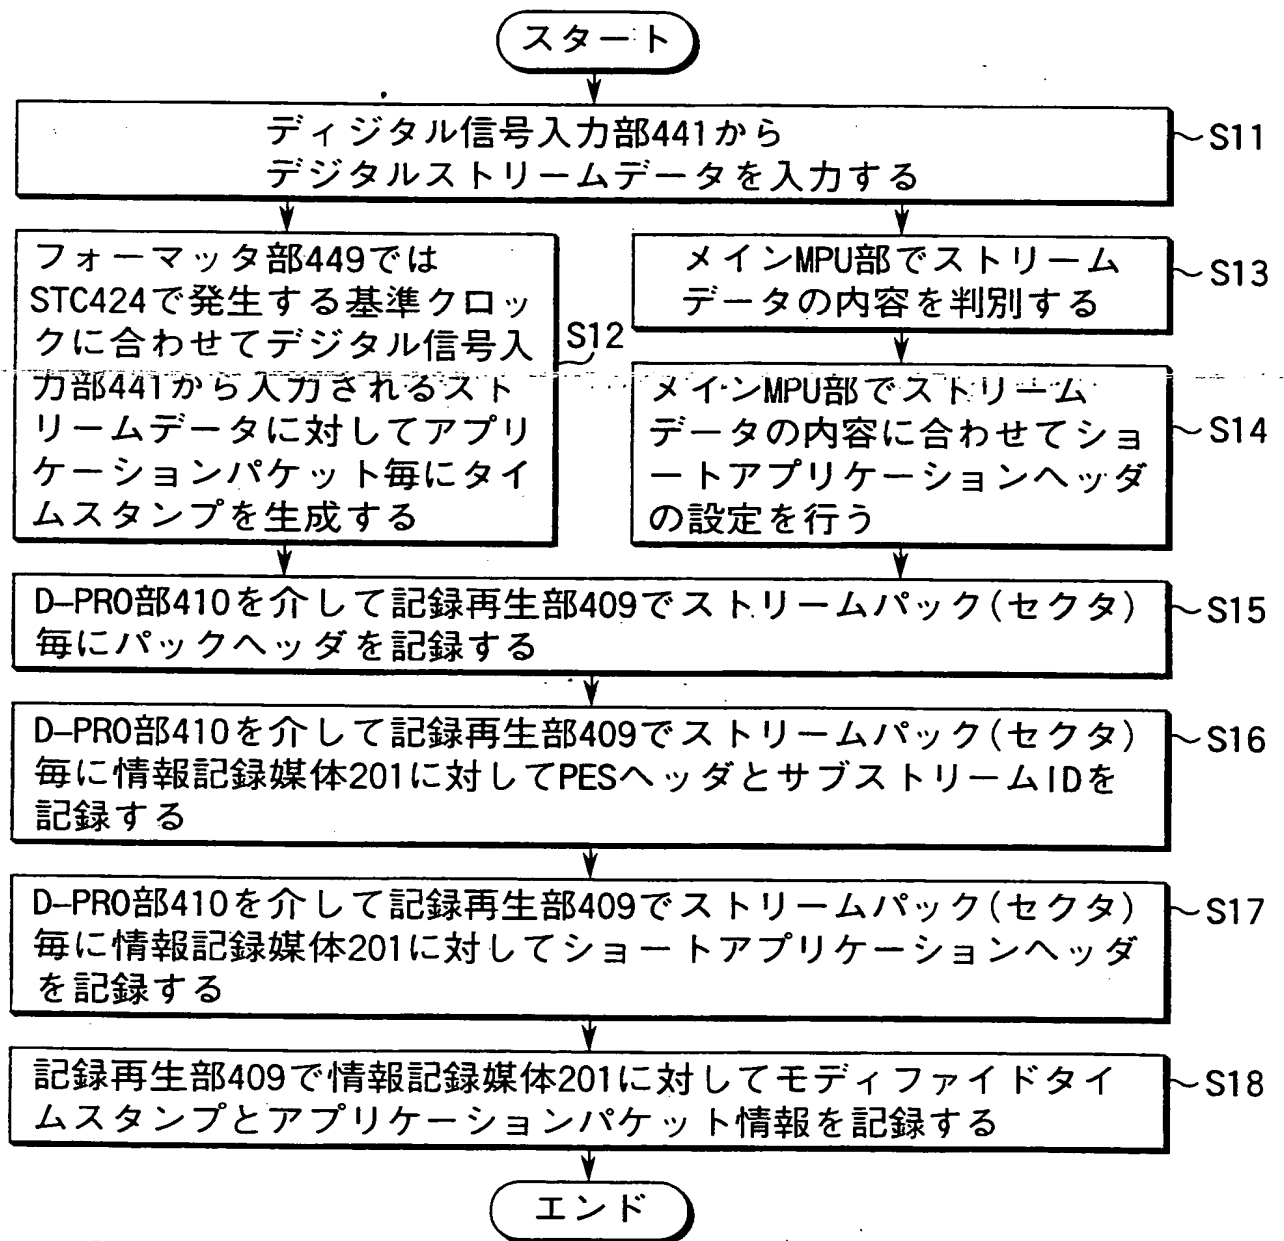 スタート
ディジタル信号入力部441から
デジタルストリームデータを入力する
~S11
フォーマッタ部449では
STC424で発生する基準クロッ
クに合わせてデジタル信号入
力部441から入力されるスト
リームデータに対してアプリ
ケーションパケット毎にタイ
ムスタンプを生成する
S12
メインMPU部でストリーム
データの内容を判別する
~S13
メインMPU部でストリーム
データの内容に合わせてショ
ートアプリケーションヘッダ
の設定を行う
~S14
D-PRO部410を介して記録再生部409でストリームパック(セクタ)
毎にパックヘッダを記録する
~S15
D-PRO部410を介して記録再生部409でストリームパック(セクタ)
毎に情報記録媒体201に対してPESヘッダとサブストリームIDを
記録する
~S16
D-PRO部410を介して記録再生部409でストリームパック(セクタ)
毎に情報記録媒体201に対してショートアプリケーションヘッダ
を記録する
~S17
記録再生部409で情報記録媒体201に対してモディファイドタイ
ムスタンプとアプリケーションパケット情報を記録する
~S18
エンド